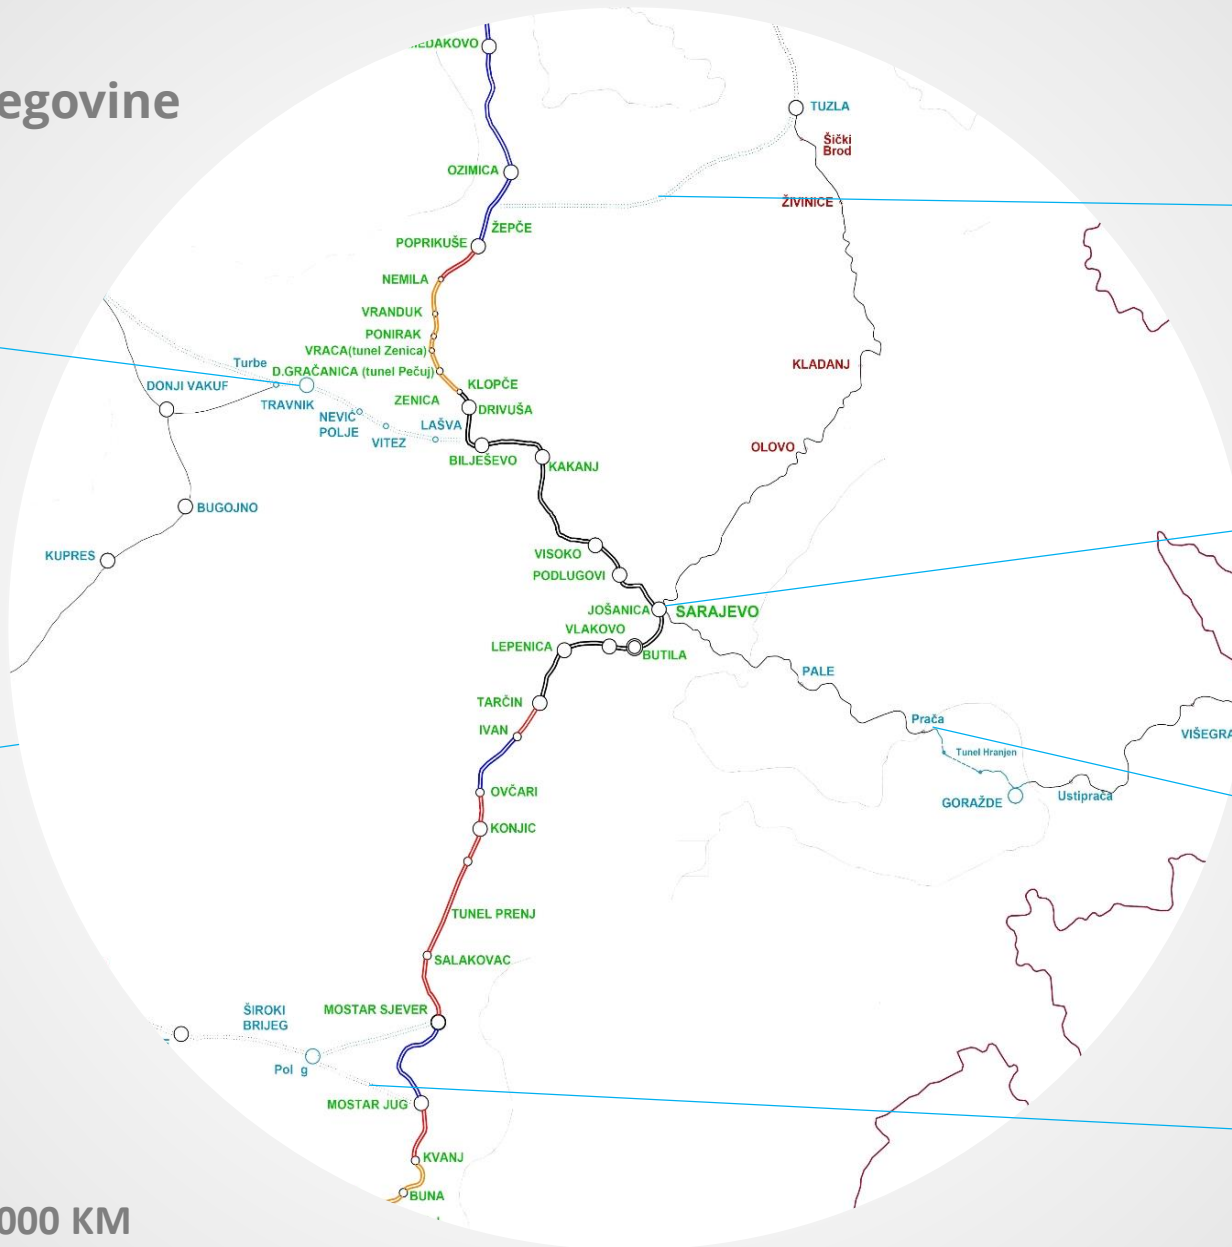 egovine
EDAKOVO
TUZLA
Šićki
Brod
OZIMICA
ŽIVINICE
ŽEPČE
POPRIKUŠE
NEMILA
VRANDUK
PONIRAK
VRACA(tunel Zenica)
Turbe
D.GRAČANICA (tunel Pečuj)
KLADANJ
DONJI VAKUF
KLOPČE
TRAVNIK
ZENICA
DRIVUŠA
NEVIĆ
POLJE
LAŠVA
VITEZ
OLOVO
BILJEŠEVO
KAKANJ
BUGOJNO
KUPRES
VISOKO
PODLUGOVI
JOŠANICA
SARAJEVO
VLAKOVO
LEPENICA
BUTILA
PALE
TARČIN
Prača
IVAN
VIŠEGRA
Tunel Hranjen
OVČARI
GORAŽDE
Ustiprača
KONJIC
TUNEL PRENJ
SALAKOVAC
ŠIROKI
BRIJEG
MOSTAR SJEVER
Pol g
MOSTAR JUG
KVANJ
BUNA
000 KM